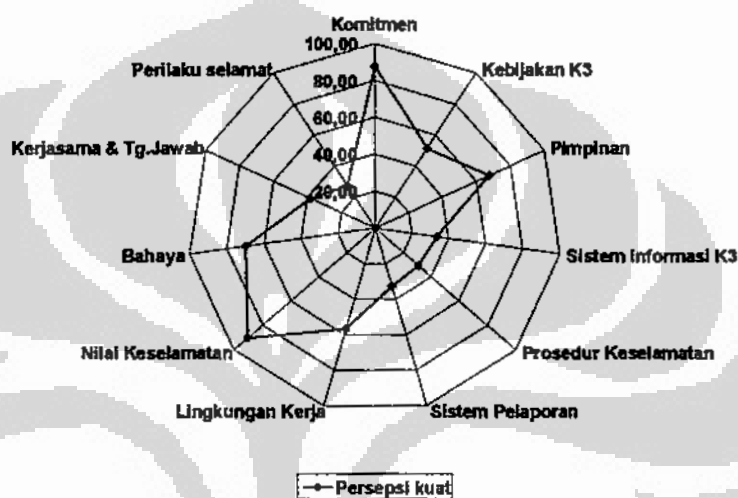 Komitmen
100,00
Perilaku selamat
80,00
Kebijakan K3
60,00
Kerjasama & Tg.Jawab
40,00
Pimpinan
20,00
Bahaya
Sistem Informasi K3
Nilai Keselamatan
Prosedur Keselamatan
Lingkungan Kerja
Sistem Pelaporan
Persepsi kuat